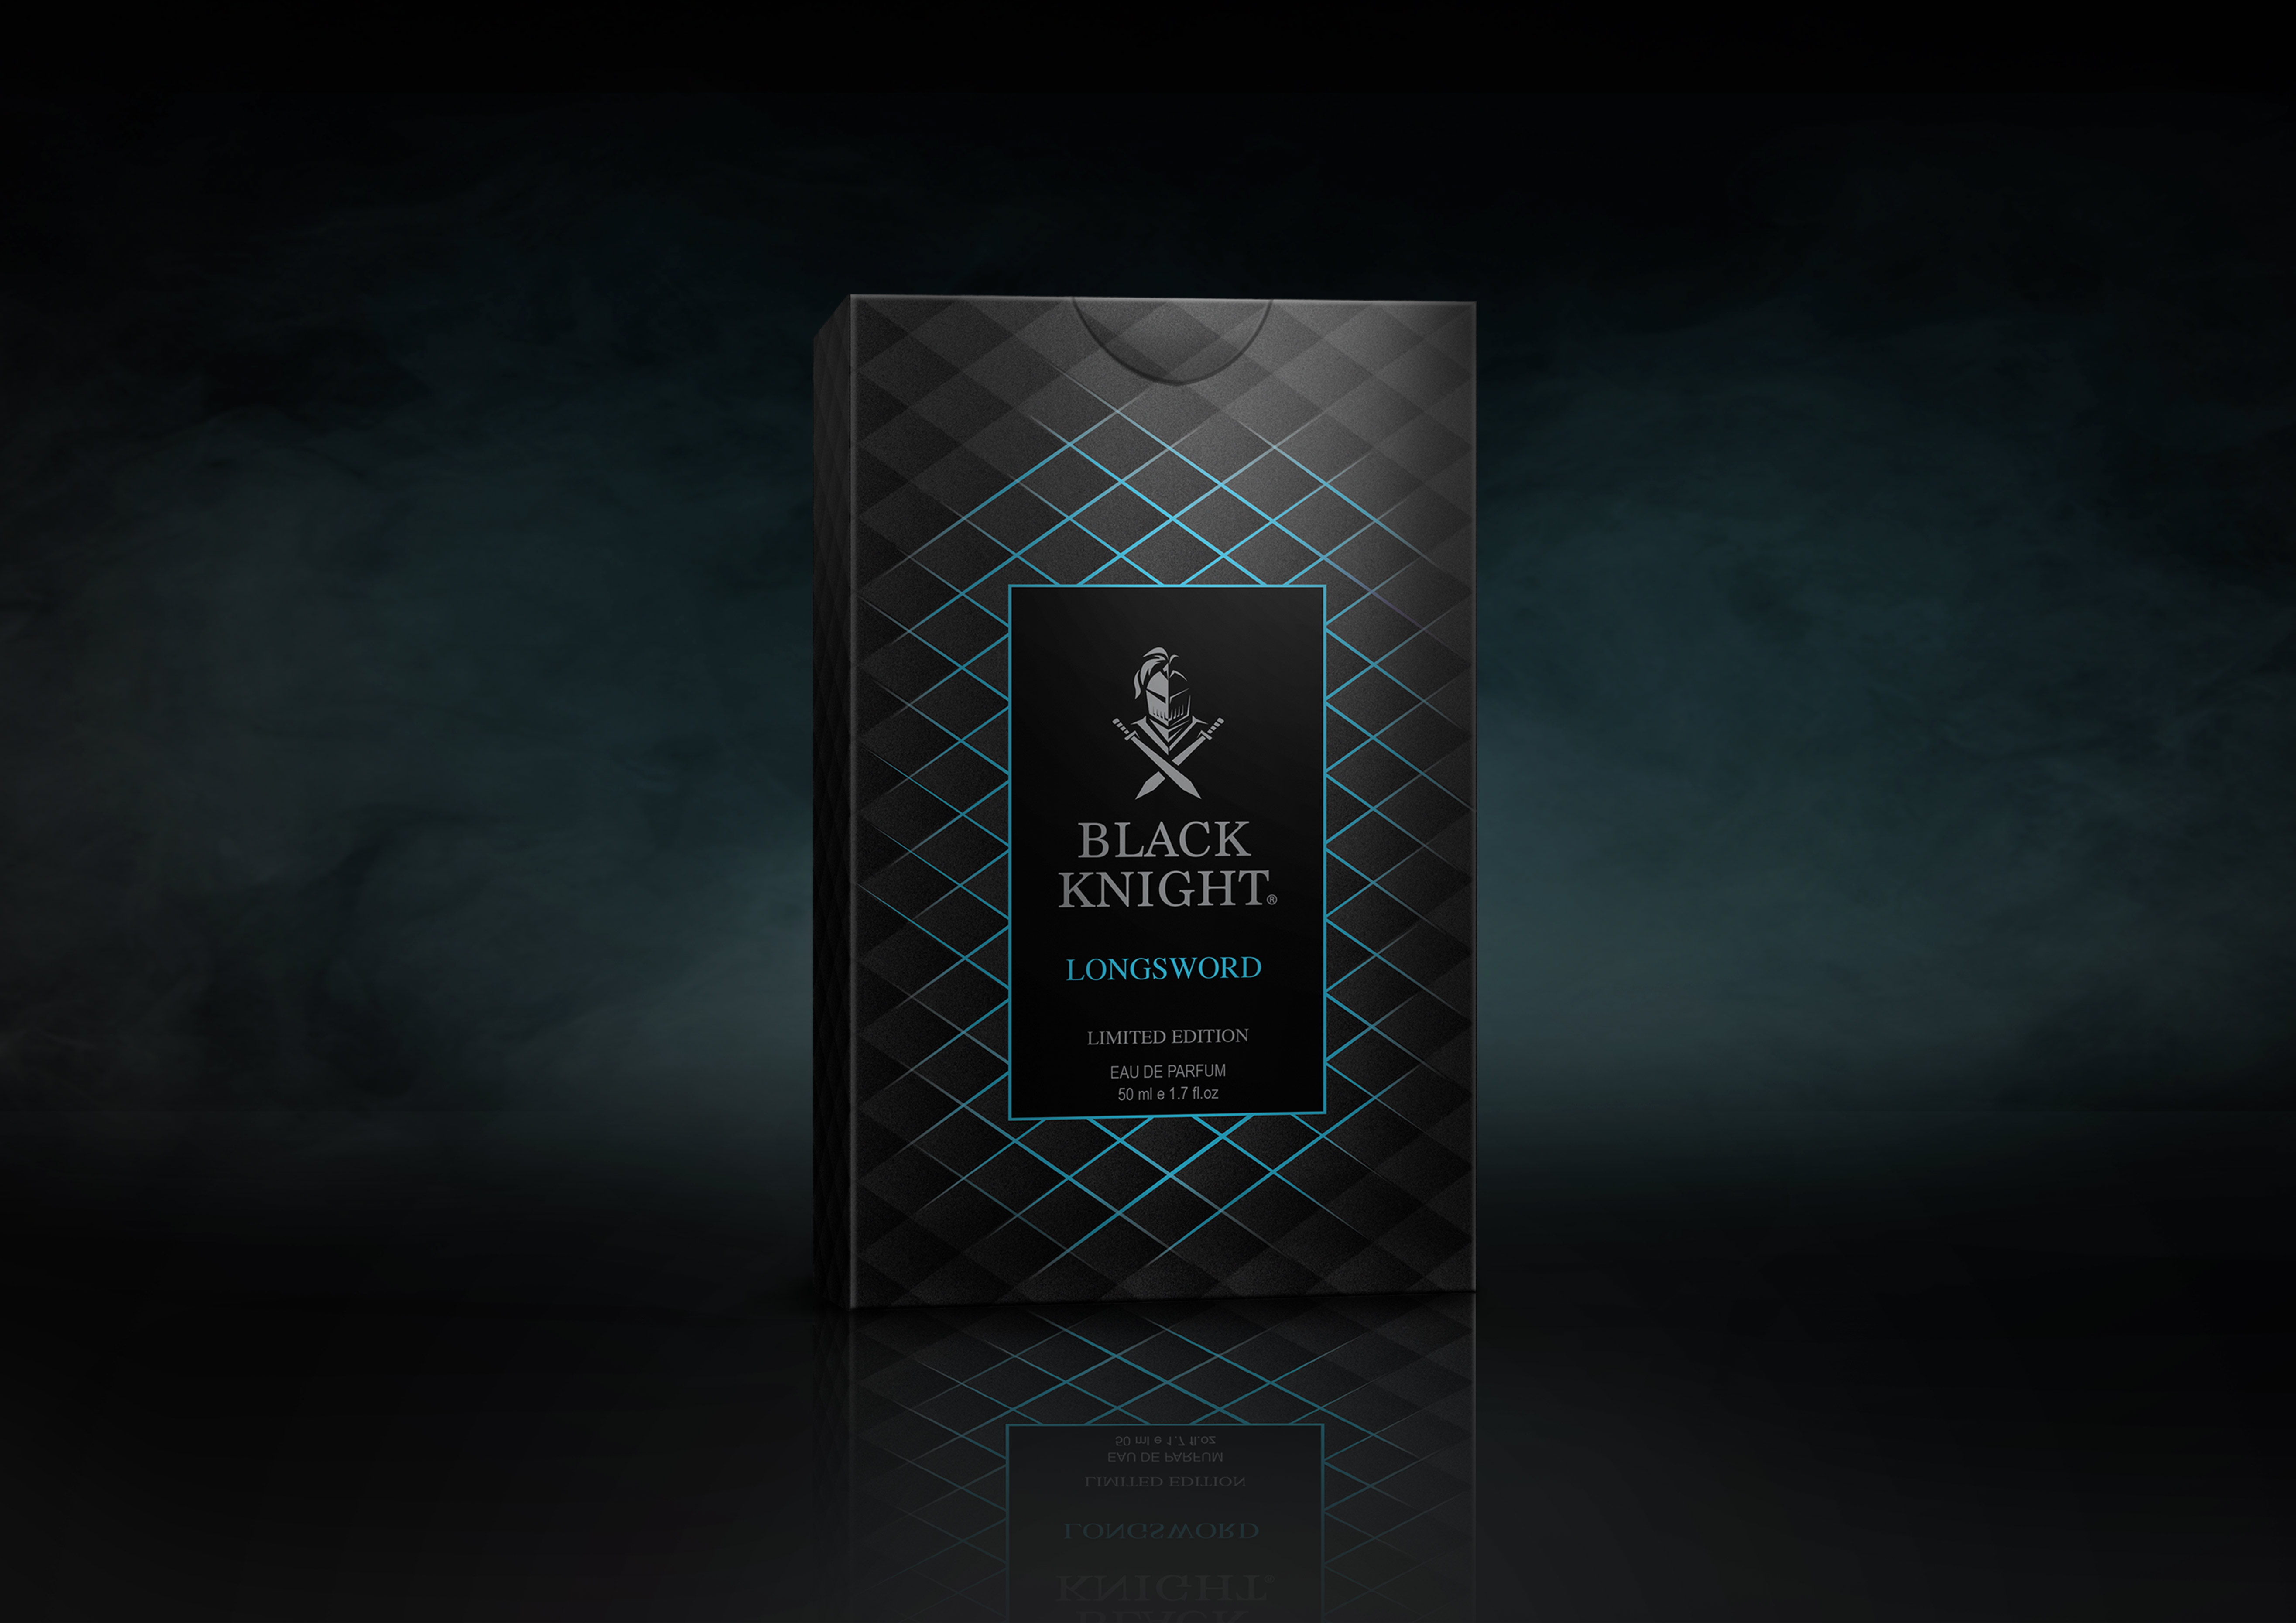 BLACK
KNIGHT®
LONGSWORD
LIMITED EDITION
EAU DE PARFUM
50 ml e 1.7 fl.oz